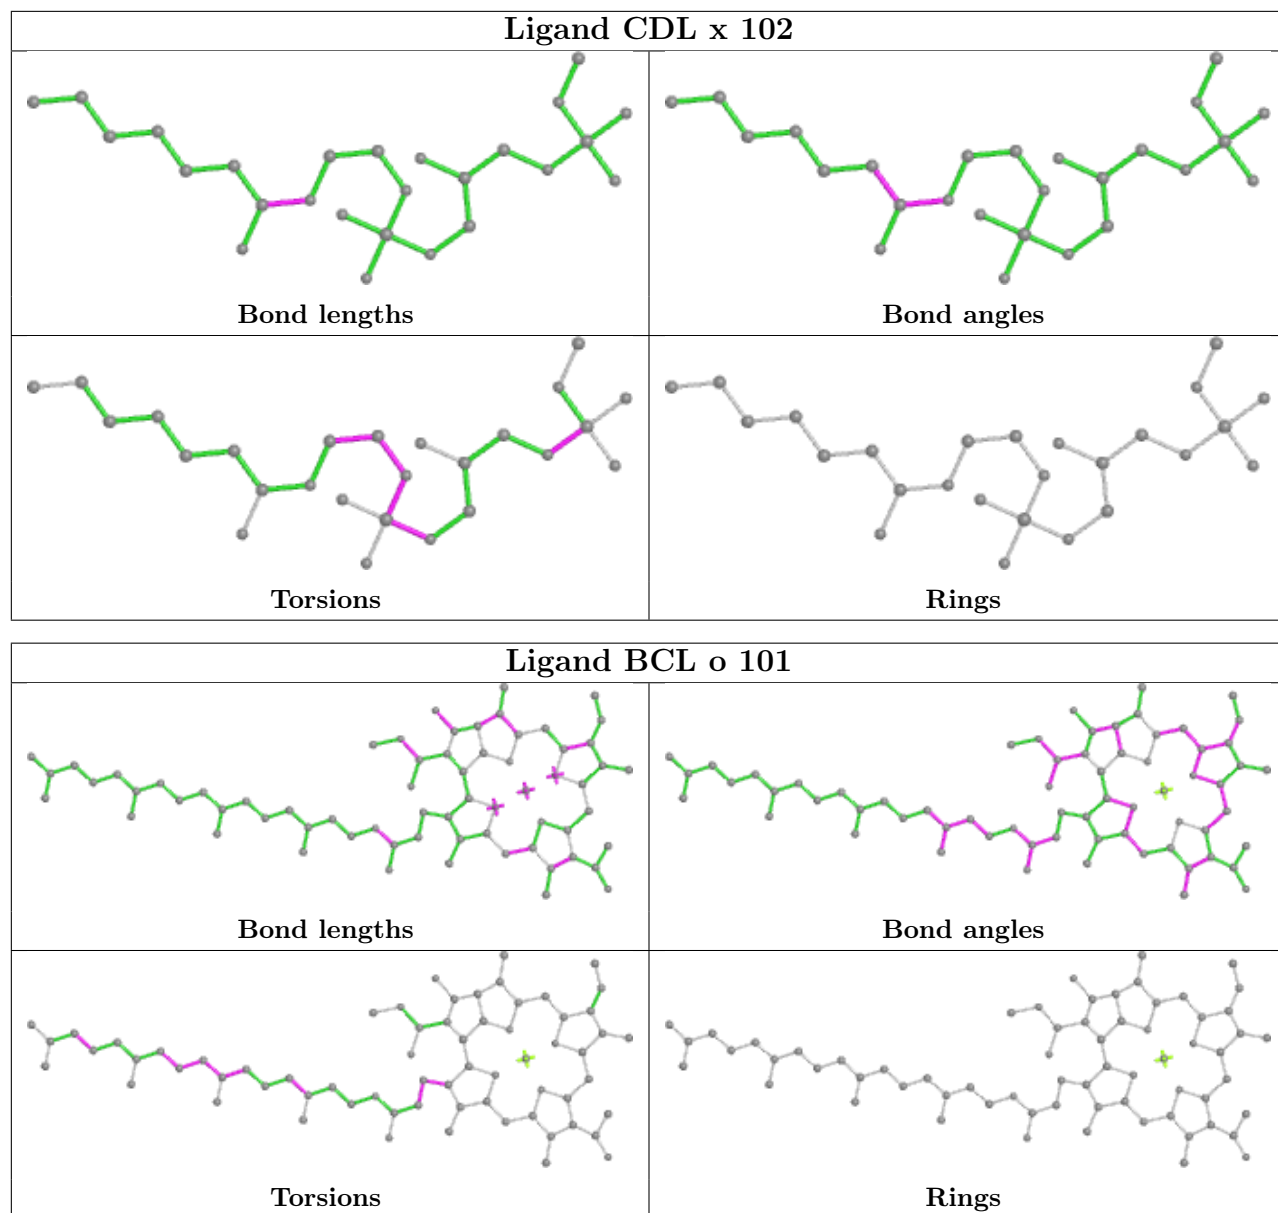 Ligand CDL x 102
Bond lengths
Bond angles
Torsions
Rings
Ligand BCL o 101
Bond lengths
Bond angles
Torsions
Rings